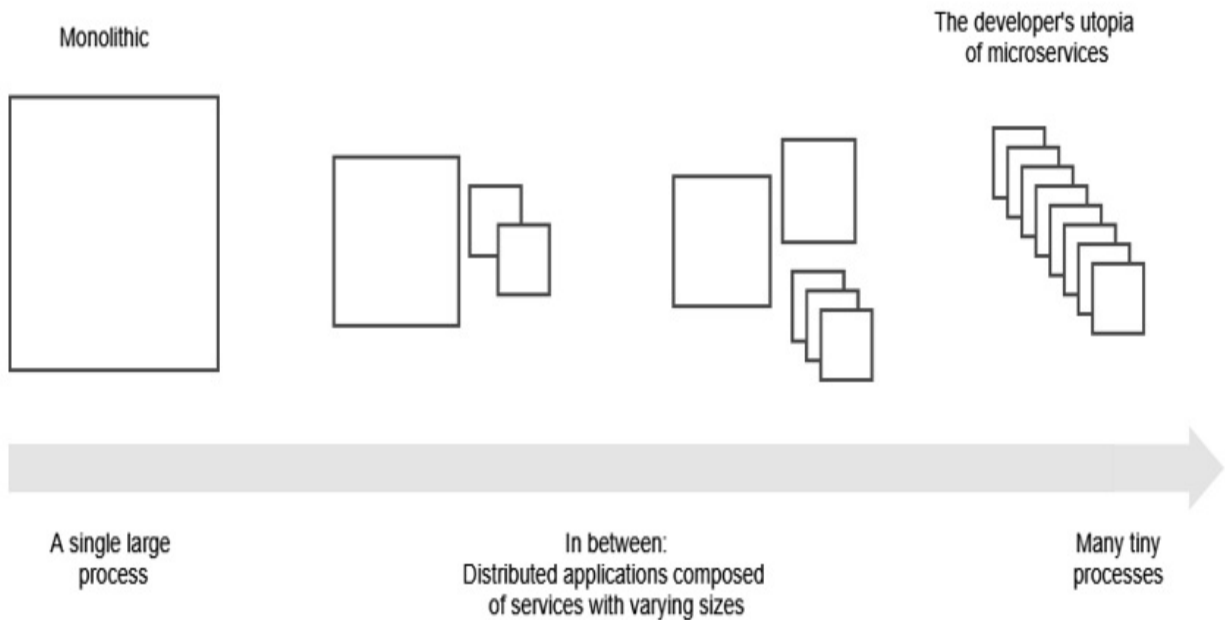 Monolithic
The developer's utopia
of microservices
A single large
process
In between:
Distributed applications composed
of services with varying sizes
Many tiny
processes